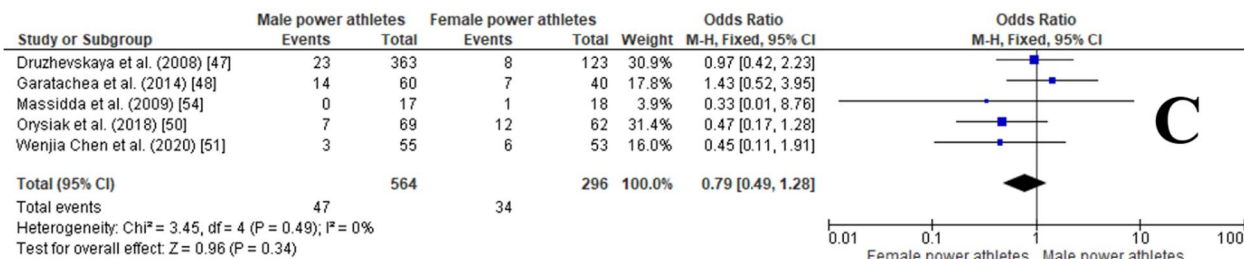 Male power athletes Female power athletes Odds Ratio Odds Ratio
Study or Subgroup Events Total Events Total Weight M-H, Fixed, 95% CI M-H, Fixed, 95% CI
Druzhevskaya et al. (2008) [47] 23 363 8 123 30.9% 0.97 [0.42, 2.23]
Garatachea et al. (2014) [48] 14 60 7 40 17.8% 1.43 [0.52, 3.95]
Massidda et al. (2009) [54] 0 17 1 18 3.9% 0.33 [0.01, 8.76]
Orysiak et al. (2018) [50] 7 69 12 62 31.4% 0.47 [0.17, 1.28]
Wenjia Chen et al. (2020) [51] 3 55 6 53 16.0% 0.45 [0.11, 1.91]
C
Total (95% CI) 564 296 100.0% 0.79 [0.49, 1.28]
Total events 47 34
Heterogeneity: Chi² = 3.45, df = 4 (P = 0.49); I² = 0%
Test for overall effect: Z = 0.96 (P = 0.34)
0.01 0.1 1 10 100
Female power athletes Male power athletes